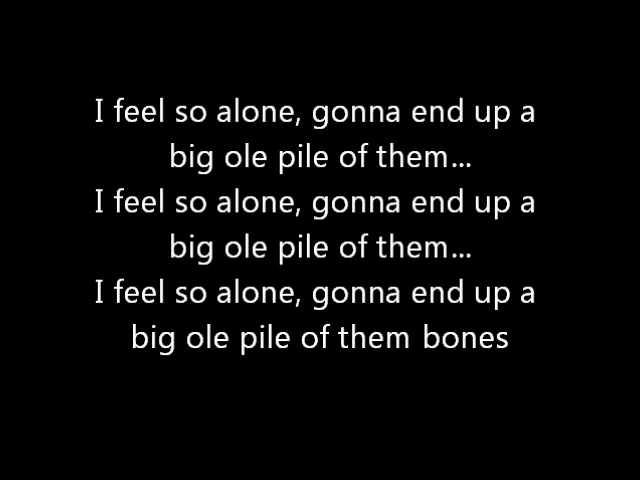 I feel so alone, gonna end up a
big ole pile of them...
I feel so alone, gonna end up a
big ole pile of them...
I feel so alone, gonna end up a
big ole pile of them bones